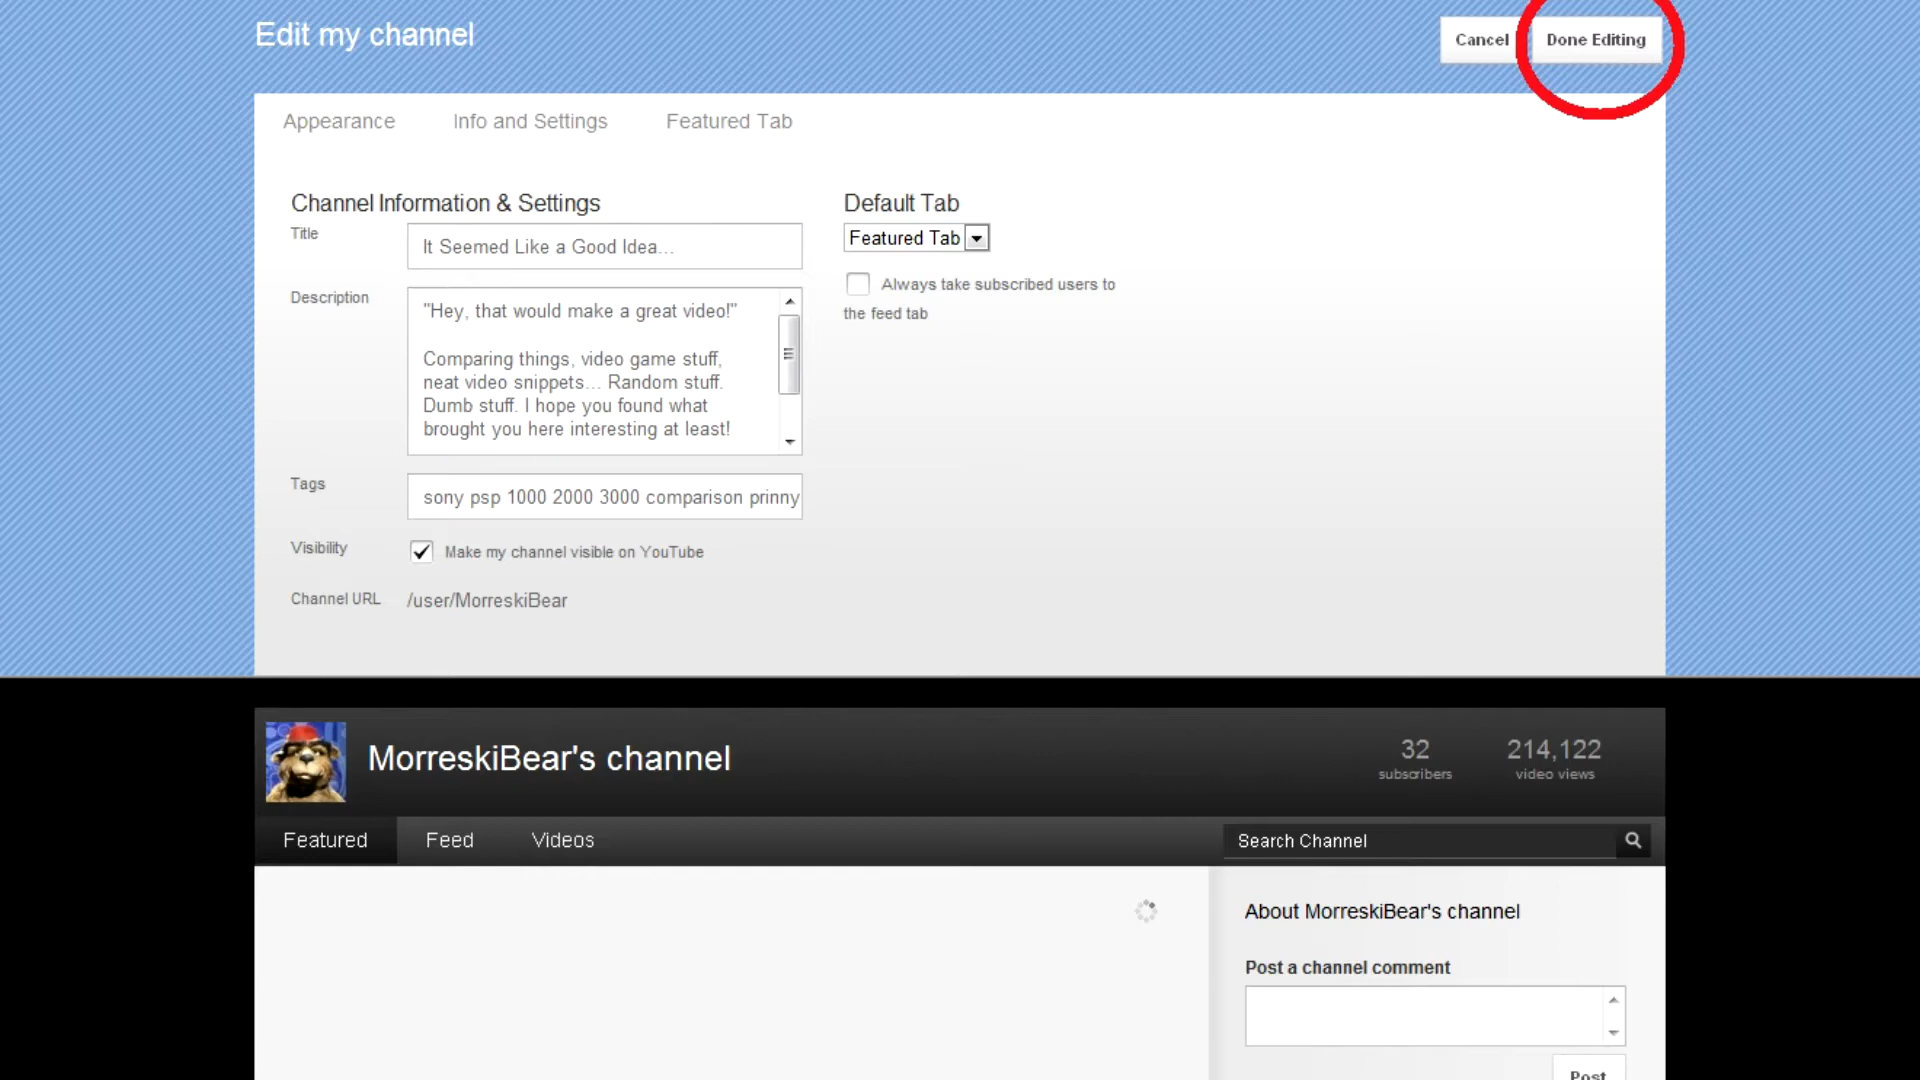 Edit my channel
Cancel
Done Editing
Appearance
Info and Settings
Featured Tab
Channel Information & Settings
Title
It Seemed Like a Good Idea...
Description
"Hey, that would make a great video!"
Comparing things, video game stuff,
neat video snippets... Random stuff.
Dumb stuff. I hope you found what
brought you here interesting at least!
Tags
sony psp 1000 2000 3000 comparison prinny
Visibility
Make my channel visible on YouTube
Channel URL
/user/MorreskiBear
Default Tab
Featured Tab
Always take subscribed users to
the feed tab
MorreskiBear's channel
32
subscribers
214,122
video views
Featured
Feed
Videos
Search Channel
About MorreskiBear's channel
Post a channel comment
Post